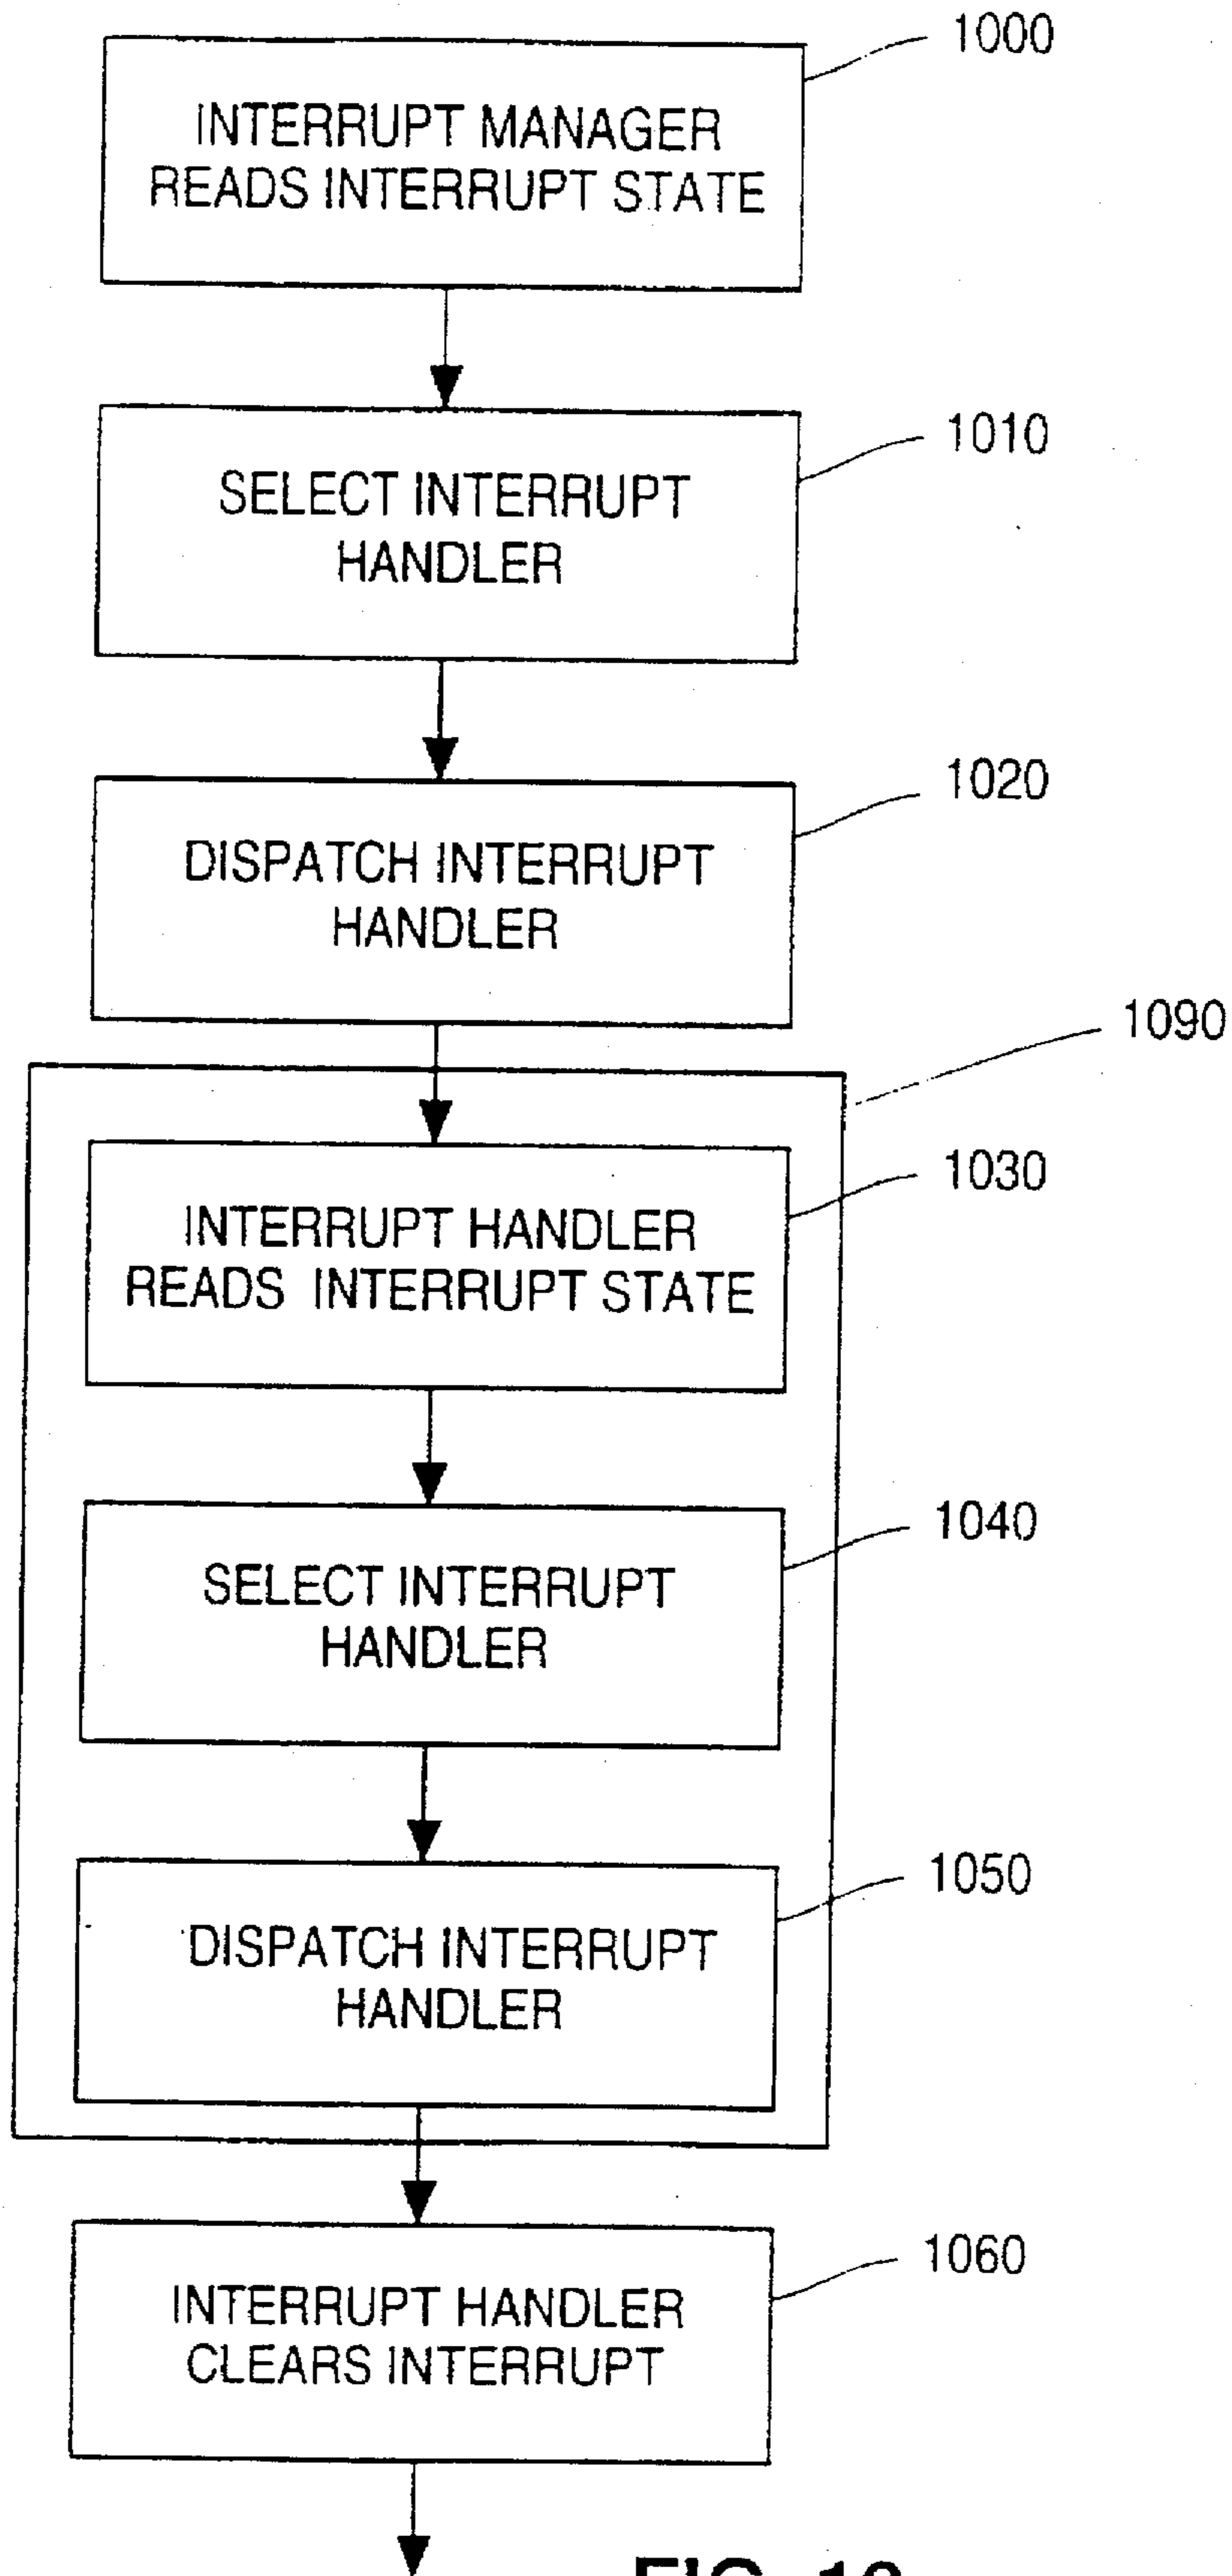 1000
INTERRUPT MANAGER
READS INTERRUPT STATE
1010
SELECT INTERRUPT
HANDLER
1020
DISPATCH INTERRUPT
HANDLER
1090
1030
INTERRUPT HANDLER
READS INTERRUPT STATE
1040
SELECT INTERRUPT
HANDLER
1050
DISPATCH INTERRUPT
HANDLER
1060
INTERRUPT HANDLER
CLEARS INTERRUPT
FIG.